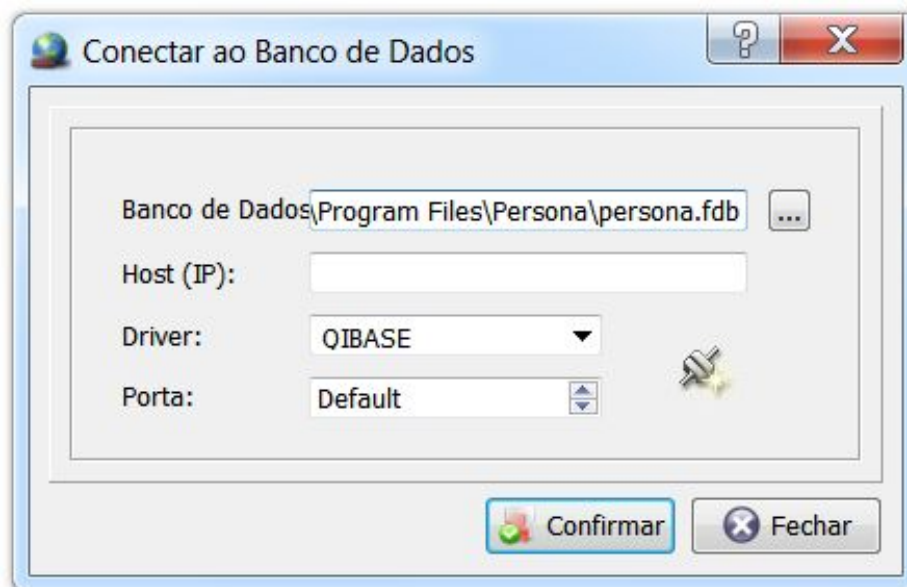 Conectar ao Banco de Dados
Banco de Dados \Program Files\Persona\persona.fdb ...
Host (IP):
Driver: QIBASE
Porta: Default
Confirmar Fechar